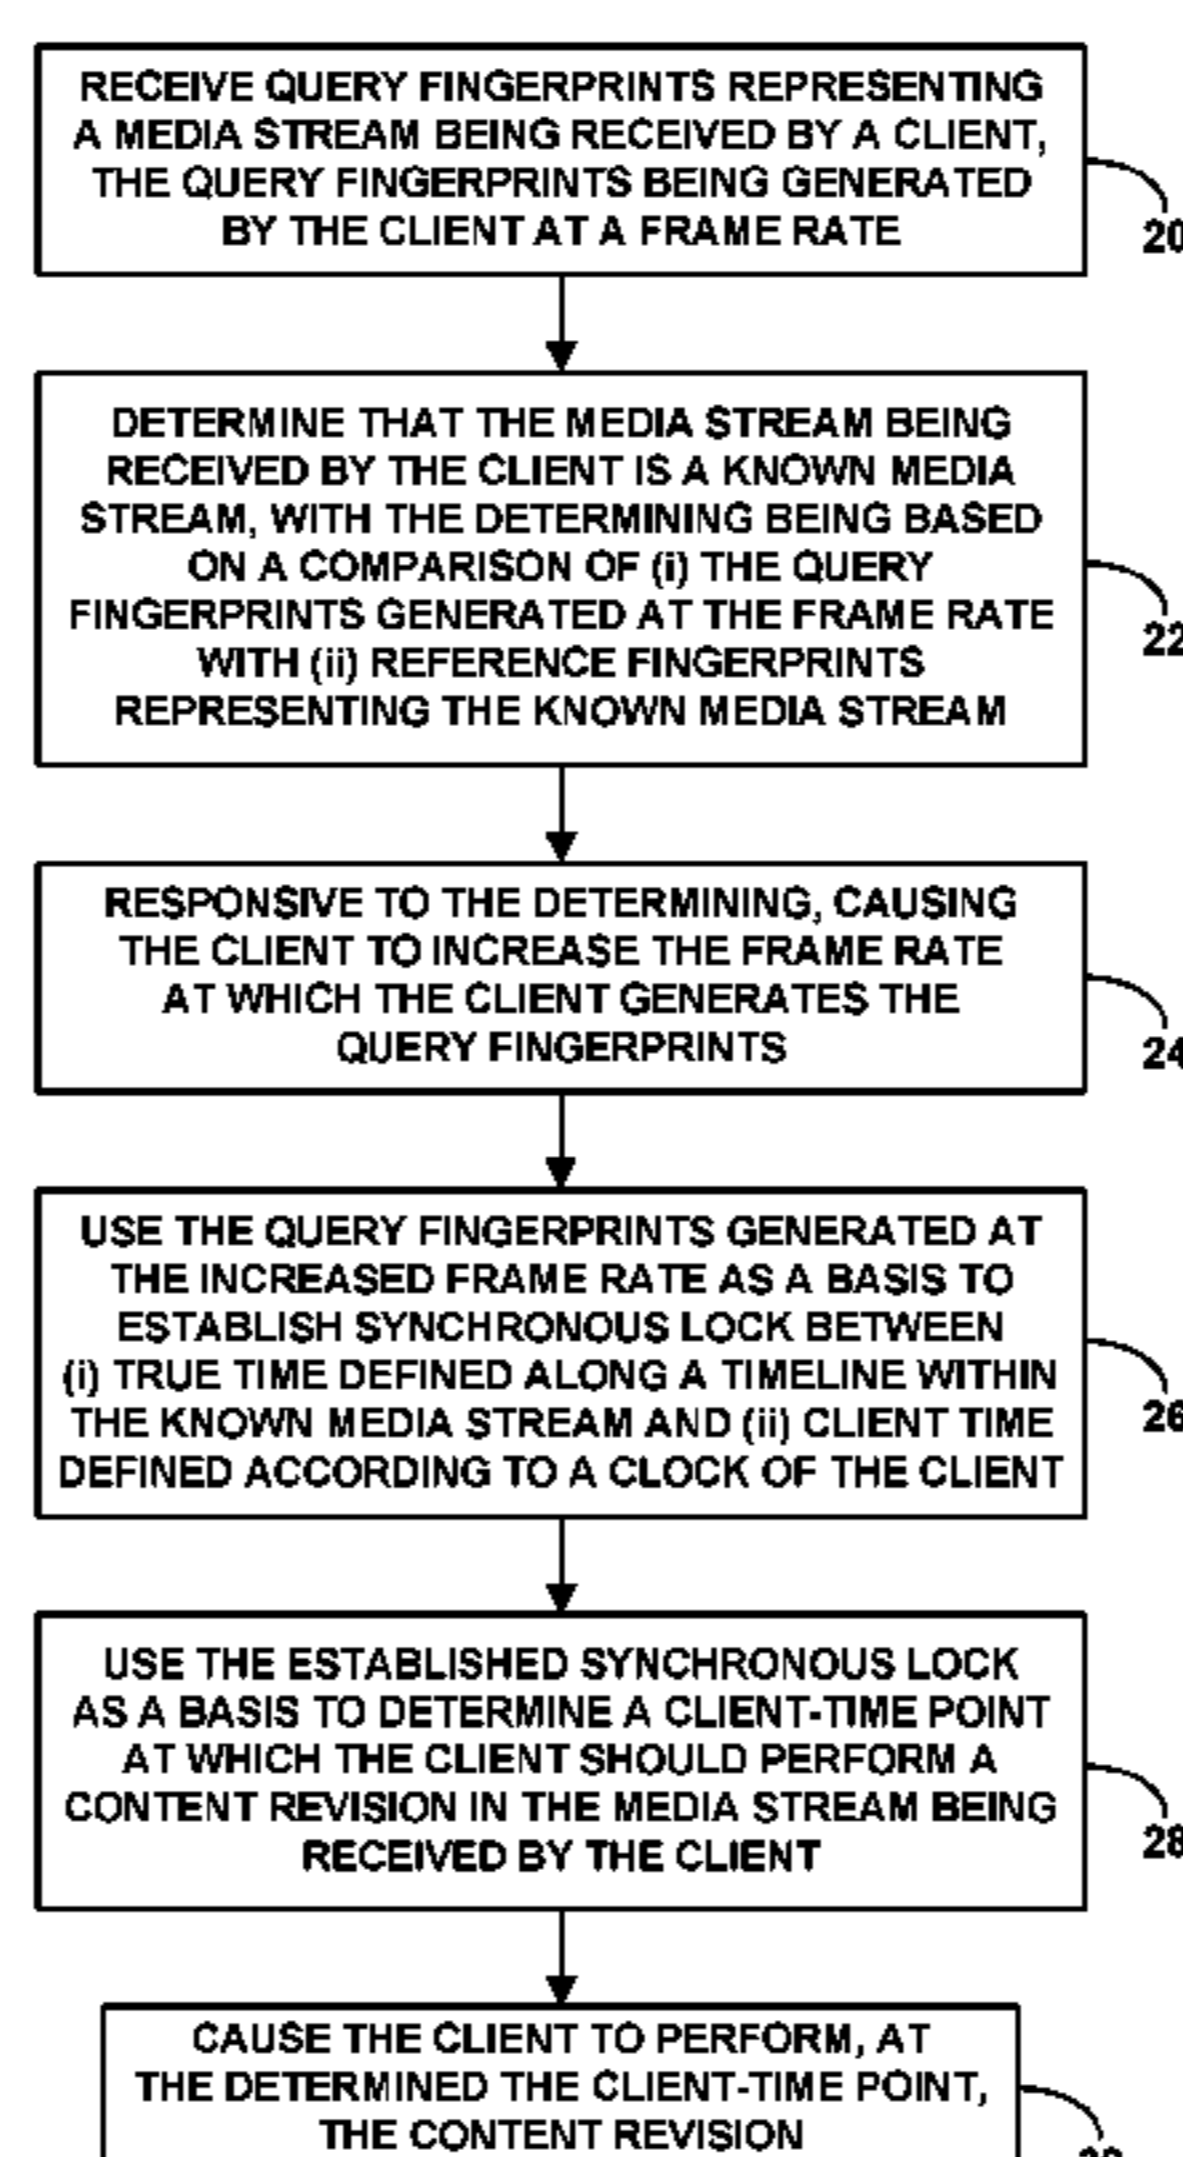 RECEIVE QUERY FINGERPRINTS REPRESENTING
A MEDIA STREAM BEING RECEIVED BY A CLIENT,
THE QUERY FINGERPRINTS BEING GENERATED
BY THE CLIENT AT A FRAME RATE
20
DETERMINE THAT THE MEDIA STREAM BEING
RECEIVED BY THE CLIENT IS A KNOWN MEDIA
STREAM, WITH THE DETERMINING BEING BASED
ON A COMPARISON OF (i) THE QUERY
FINGERPRINTS GENERATED AT THE FRAME RATE
WITH (ii) REFERENCE FINGERPRINTS
REPRESENTING THE KNOWN MEDIA STREAM
22
RESPONSIVE TO THE DETERMINING, CAUSING
THE CLIENT TO INCREASE THE FRAME RATE
AT WHICH THE CLIENT GENERATES THE
QUERY FINGERPRINTS
24
USE THE QUERY FINGERPRINTS GENERATED AT
THE INCREASED FRAME RATE AS A BASIS TO
ESTABLISH SYNCHRONOUS LOCK BETWEEN
(i) TRUE TIME DEFINED ALONG A TIMELINE WITHIN
THE KNOWN MEDIA STREAM AND (ii) CLIENT TIME
DEFINED ACCORDING TO A CLOCK OF THE CLIENT
26
USE THE ESTABLISHED SYNCHRONOUS LOCK
AS A BASIS TO DETERMINE A CLIENT-TIME POINT
AT WHICH THE CLIENT SHOULD PERFORM A
CONTENT REVISION IN THE MEDIA STREAM BEING
RECEIVED BY THE CLIENT
28
CAUSE THE CLIENT TO PERFORM, AT
THE DETERMINED THE CLIENT-TIME POINT,
THE CONTENT REVISION